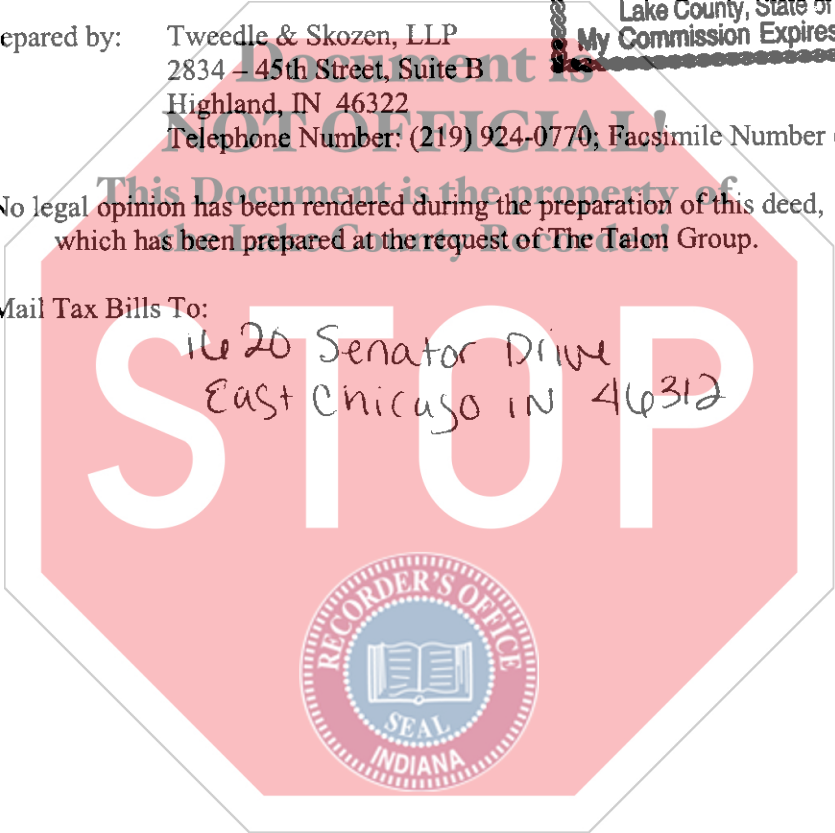 Lake County, State of
My Commission Expires
epared by: Tweedle & Skozen, LLP
2834 – 45th Street, Suite B
Highland, IN 46322
Telephone Number: (219) 924-0770; Facsimile Number (
Document is
NOT OFFICIAL!
This Document is the property of
the Lake County Recorder!
No legal opinion has been rendered during the preparation of this deed,
which has been prepared at the request of The Talon Group.
Mail Tax Bills To:
1620 Senator Drive
East Chicago IN 46312
STOP
RECORDER'S OFFICE
SEAL
INDIANA